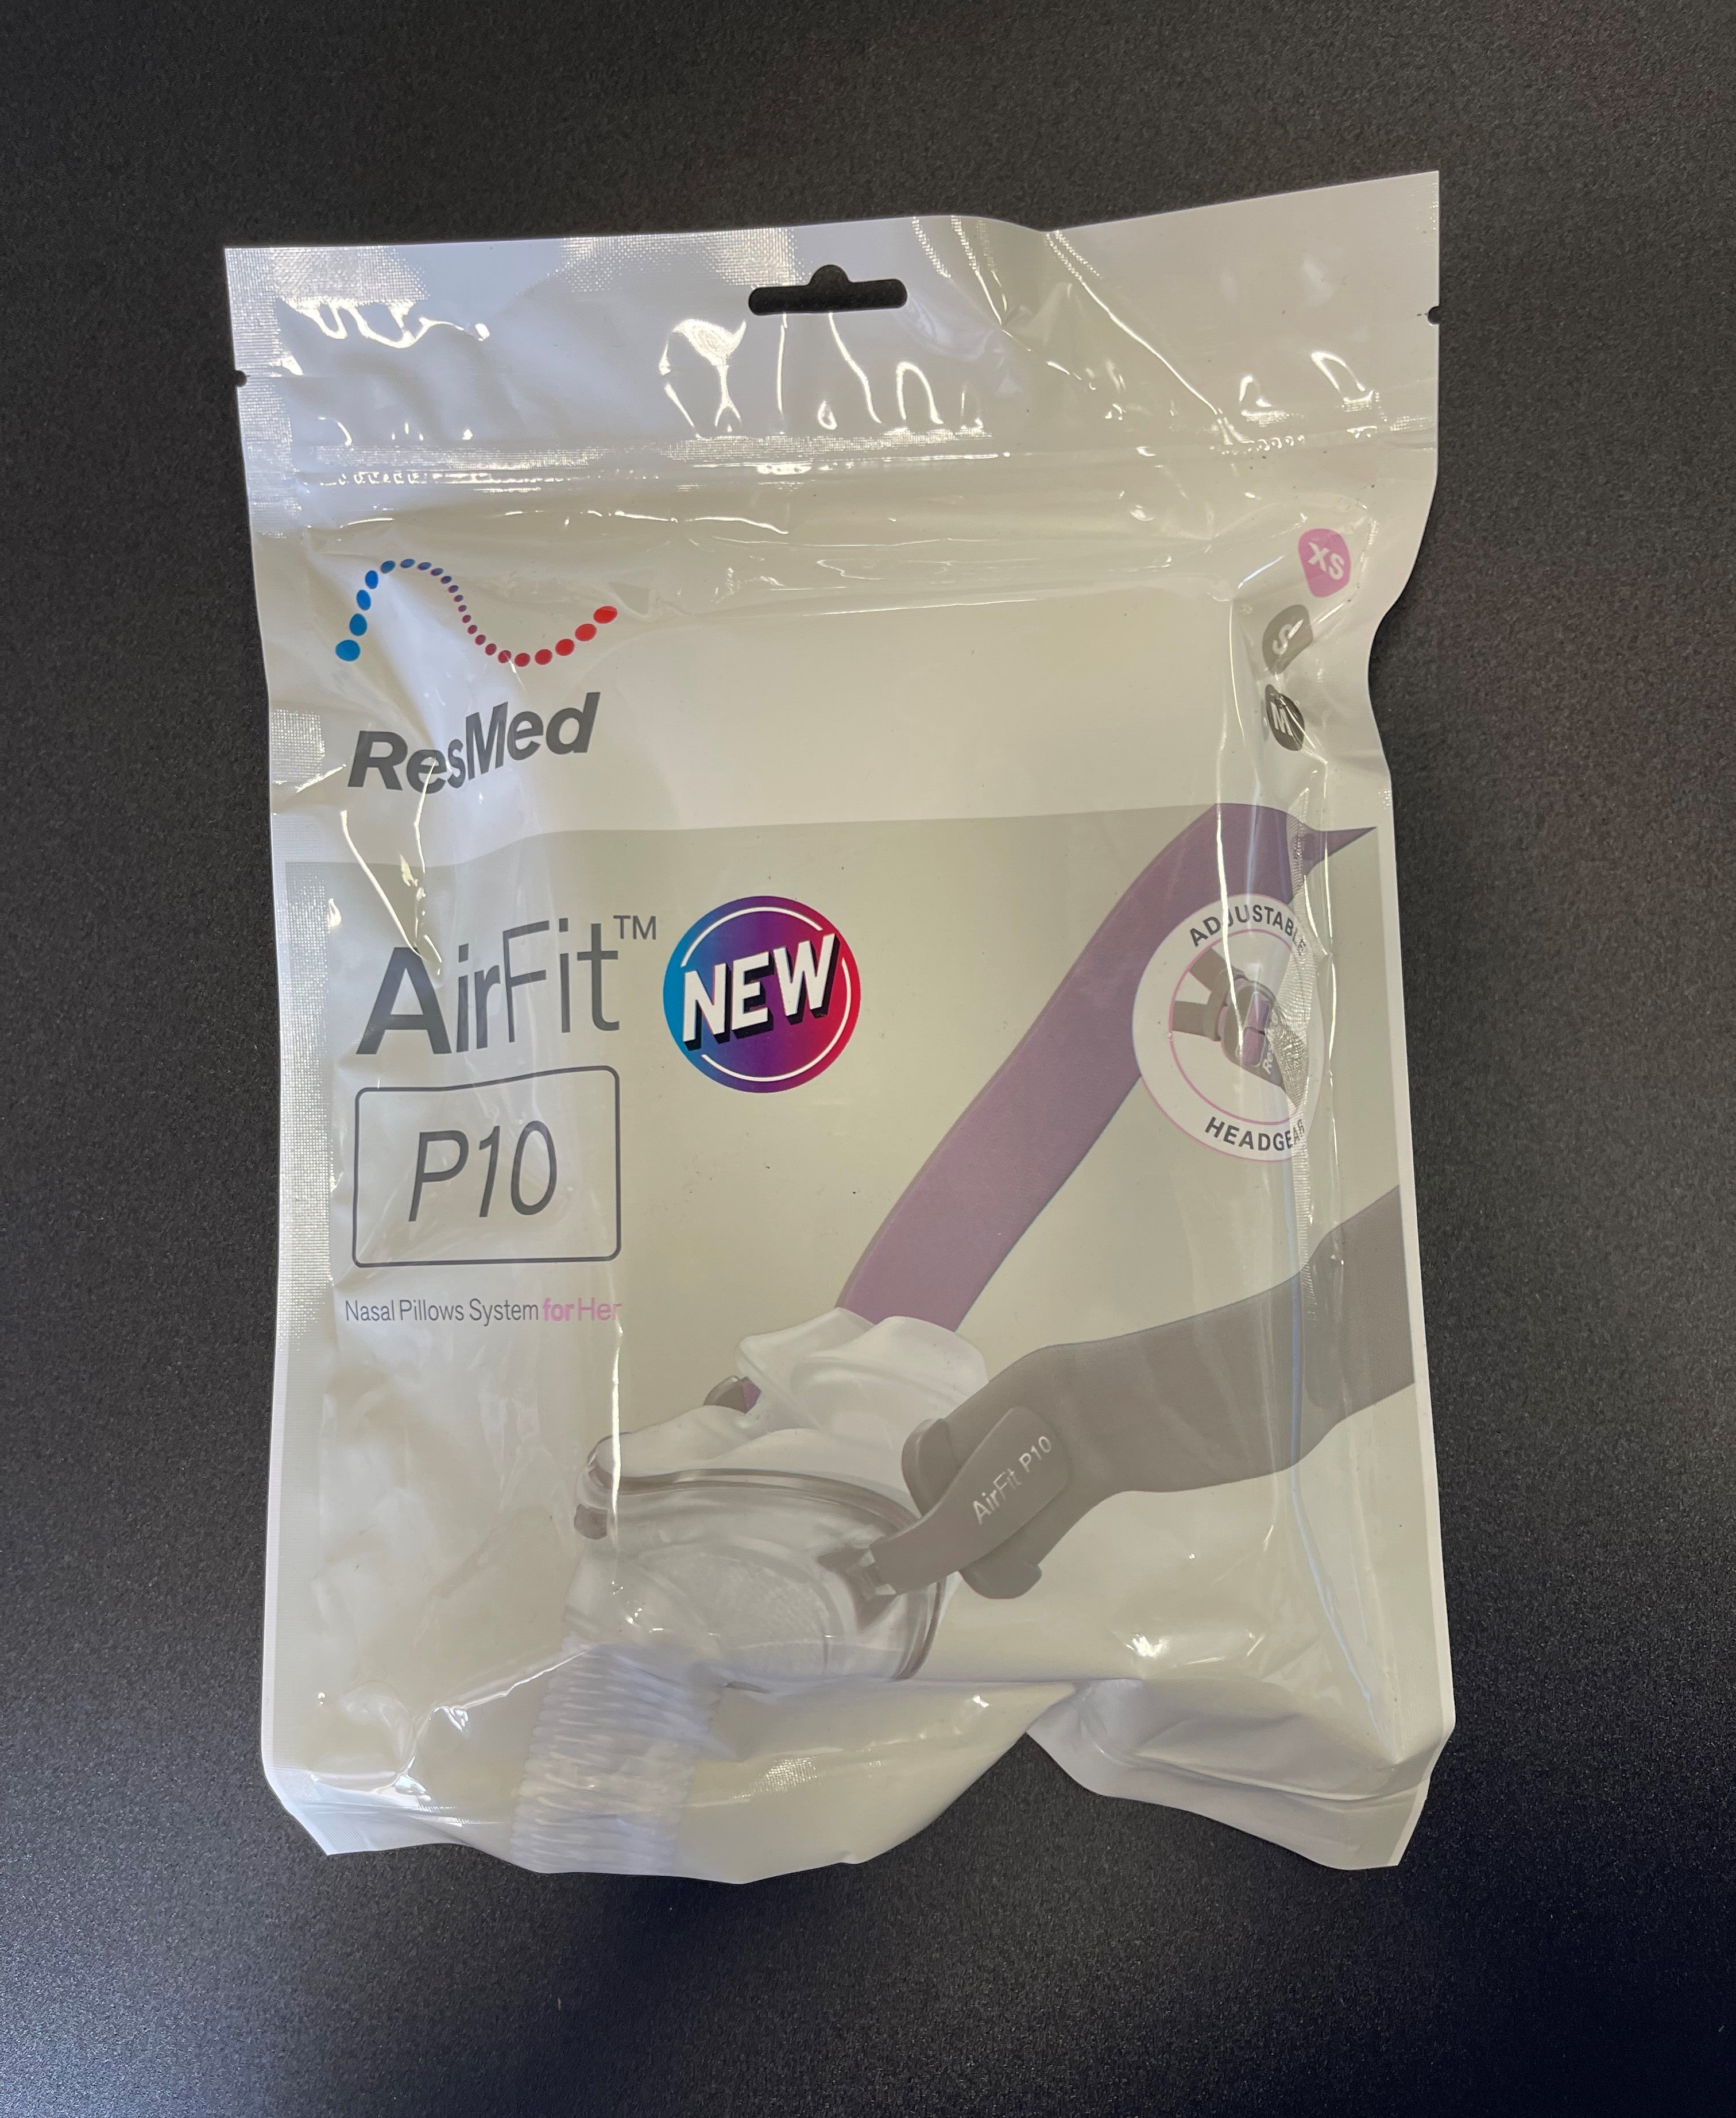 XS
S
M
ResMed
AirFit™
NEW
P10
ADJUSTABLE
HEADGEAR
Nasal Pillows System for Her
AirFit P10